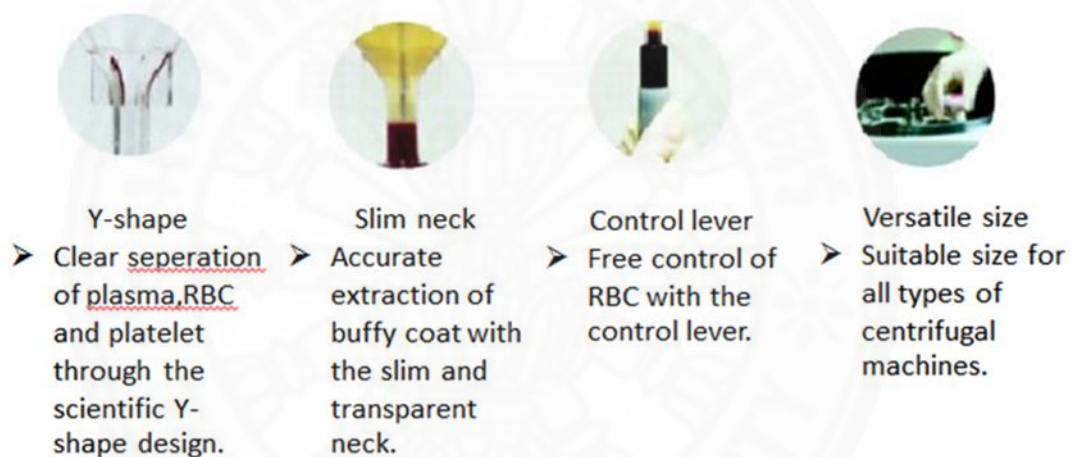 Y-shape
➤ Clear seperation
of plasma,RBC
and platelet
through the
scientific Y-
shape design.
Slim neck
➤ Accurate
extraction of
buffy coat with
the slim and
transparent
neck.
Control lever
➤ Free control of
RBC with the
control lever.
Versatile size
➤ Suitable size for
all types of
centrifugal
machines.